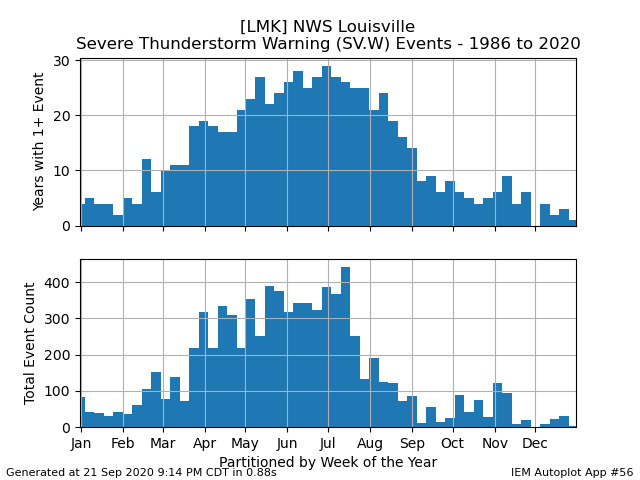 [LMK] NWS Louisville
Severe Thunderstorm Warning (SV.W) Events - 1986 to 2020
Years with 1+ Event
30
20
10
0
Total Event Count
400
300
200
100
0
Jan Feb Mar Apr May Jun Jul Aug Sep Oct Nov Dec
Partitioned by Week of the Year
Generated at 21 Sep 2020 9:14 PM CDT in 0.88s
IEM Autoplot App #56